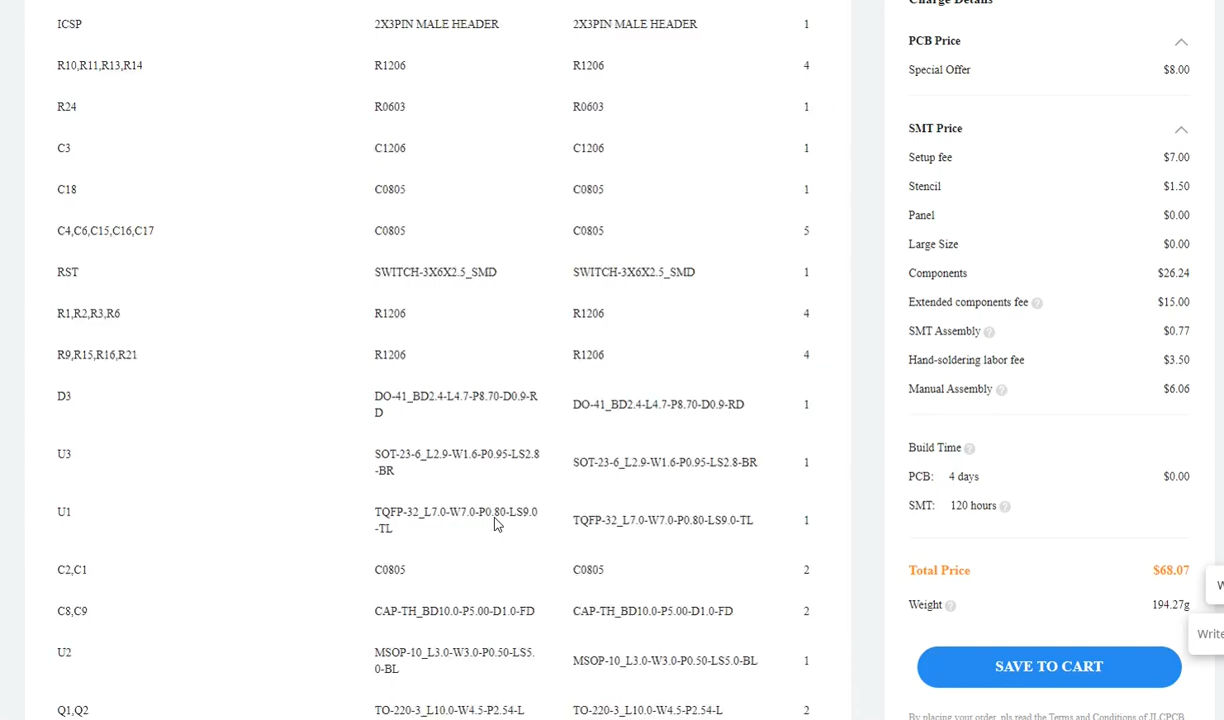 ICSP 2X3PIN MALE HEADER 2X3PIN MALE HEADER 1
R10,R11,R13,R14 R1206 R1206 4
R24 R0603 R0603 1
C3 C1206 C1206 1
C18 C0805 C0805 1
C4,C6,C15,C16,C17 C0805 C0805 5
RST SWITCH-3X6X2.5_SMD SWITCH-3X6X2.5_SMD 1
R1,R2,R3,R6 R1206 R1206 4
R9,R15,R16,R21 R1206 R1206 4
D3 DO-41_BD2.4-L4.7-P8.70-D0.9-R
D DO-41_BD2.4-L4.7-P8.70-D0.9-RD 1
U3 SOT-23-6_L2.9-W1.6-P0.95-LS2.8
-BR SOT-23-6_L2.9-W1.6-P0.95-LS2.8-BR 1
U1 TQFP-32_L7.0-W7.0-P0.80-LS9.0
-TL TQFP-32_L7.0-W7.0-P0.80-LS9.0-TL 1
C2,C1 C0805 C0805 2
C8,C9 CAP-TH_BD10.0-P5.00-D1.0-FD CAP-TH_BD10.0-P5.00-D1.0-FD 2
U2 MSOP-10_L3.0-W3.0-P0.50-LS5.
0-BL MSOP-10_L3.0-W3.0-P0.50-LS5.0-BL 1
Q1,Q2 TO-220-3_L10.0-W4.5-P2.54-L TO-220-3_L10.0-W4.5-P2.54-L 2
Charge Details
PCB Price
Special Offer $8.00
SMT Price
Setup fee $7.00
Stencil $1.50
Panel $0.00
Large Size $0.00
Components $26.24
Extended components fee ? $15.00
SMT Assembly ? $0.77
Hand-soldering labor fee $3.50
Manual Assembly ? $6.06
Build Time ?
PCB: 4 days $0.00
SMT: 120 hours ?
Total Price $68.07
Weight ? 194.27g
Write
SAVE TO CART
By placing your order, pls read the Terms and Conditions of JLCPCB